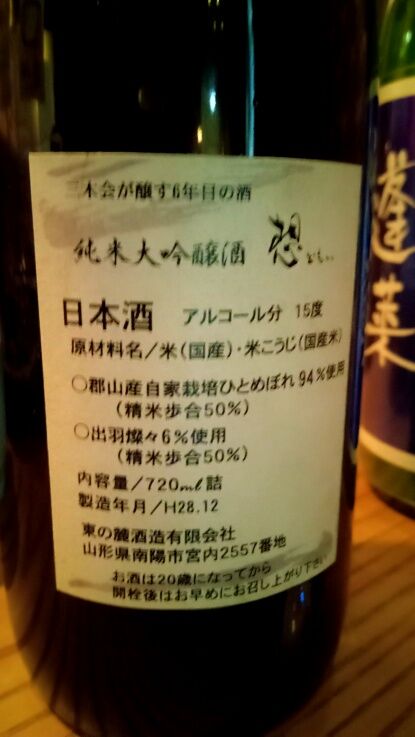 三木会が醸す6年目の酒
純米大吟醸酒 想
日本酒 アルコール分 15度
原材料名／米(国産)・米こうじ(国産米)
○郡山産自家栽培ひとめぼれ94%使用
(精米歩合50%)
○出羽燦々6%使用
(精米歩合50%)
内容量／720ml詰
製造年月／H28.12
東の麓酒造有限会社
山形県南陽市宮内2557番地
お酒は20歳になってから
開栓後はお早めにお召し上がり下さい
蓬莱